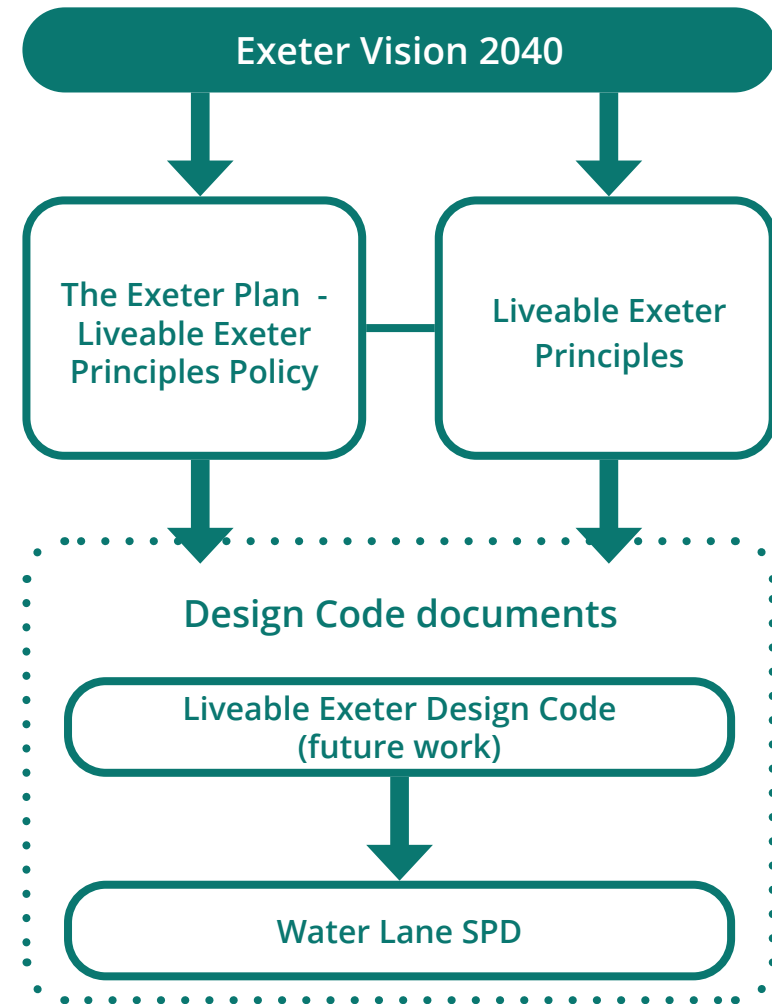 Exeter Vision 2040
The Exeter Plan -
Liveable Exeter
Principles Policy
Liveable Exeter
Principles
Design Code documents
Liveable Exeter Design Code
(future work)
Water Lane SPD